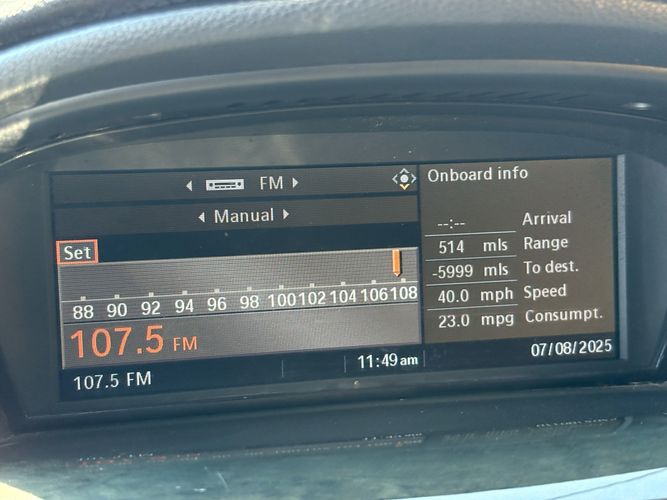 FM
Manual
Set
88 90 92 94 96 98 100 102 104 106 108
107.5 FM
107.5 FM
11:49 am
Onboard info
--:-- Arrival
514 mls Range
-5999 mls To dest.
40.0 mph Speed
23.0 mpg Consumpt.
07/08/2025